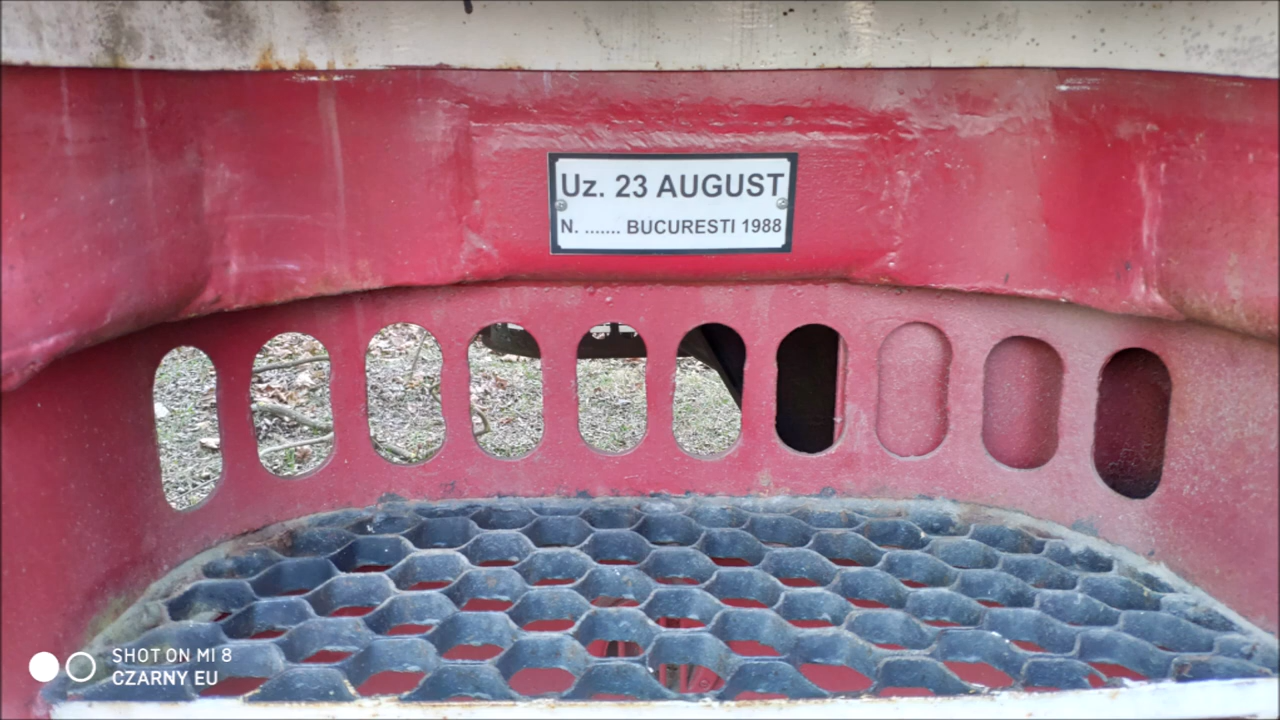 Uz. 23 AUGUST
N. ....... BUCURESTI 1988
SHOT ON MI 8
CZARNY EU